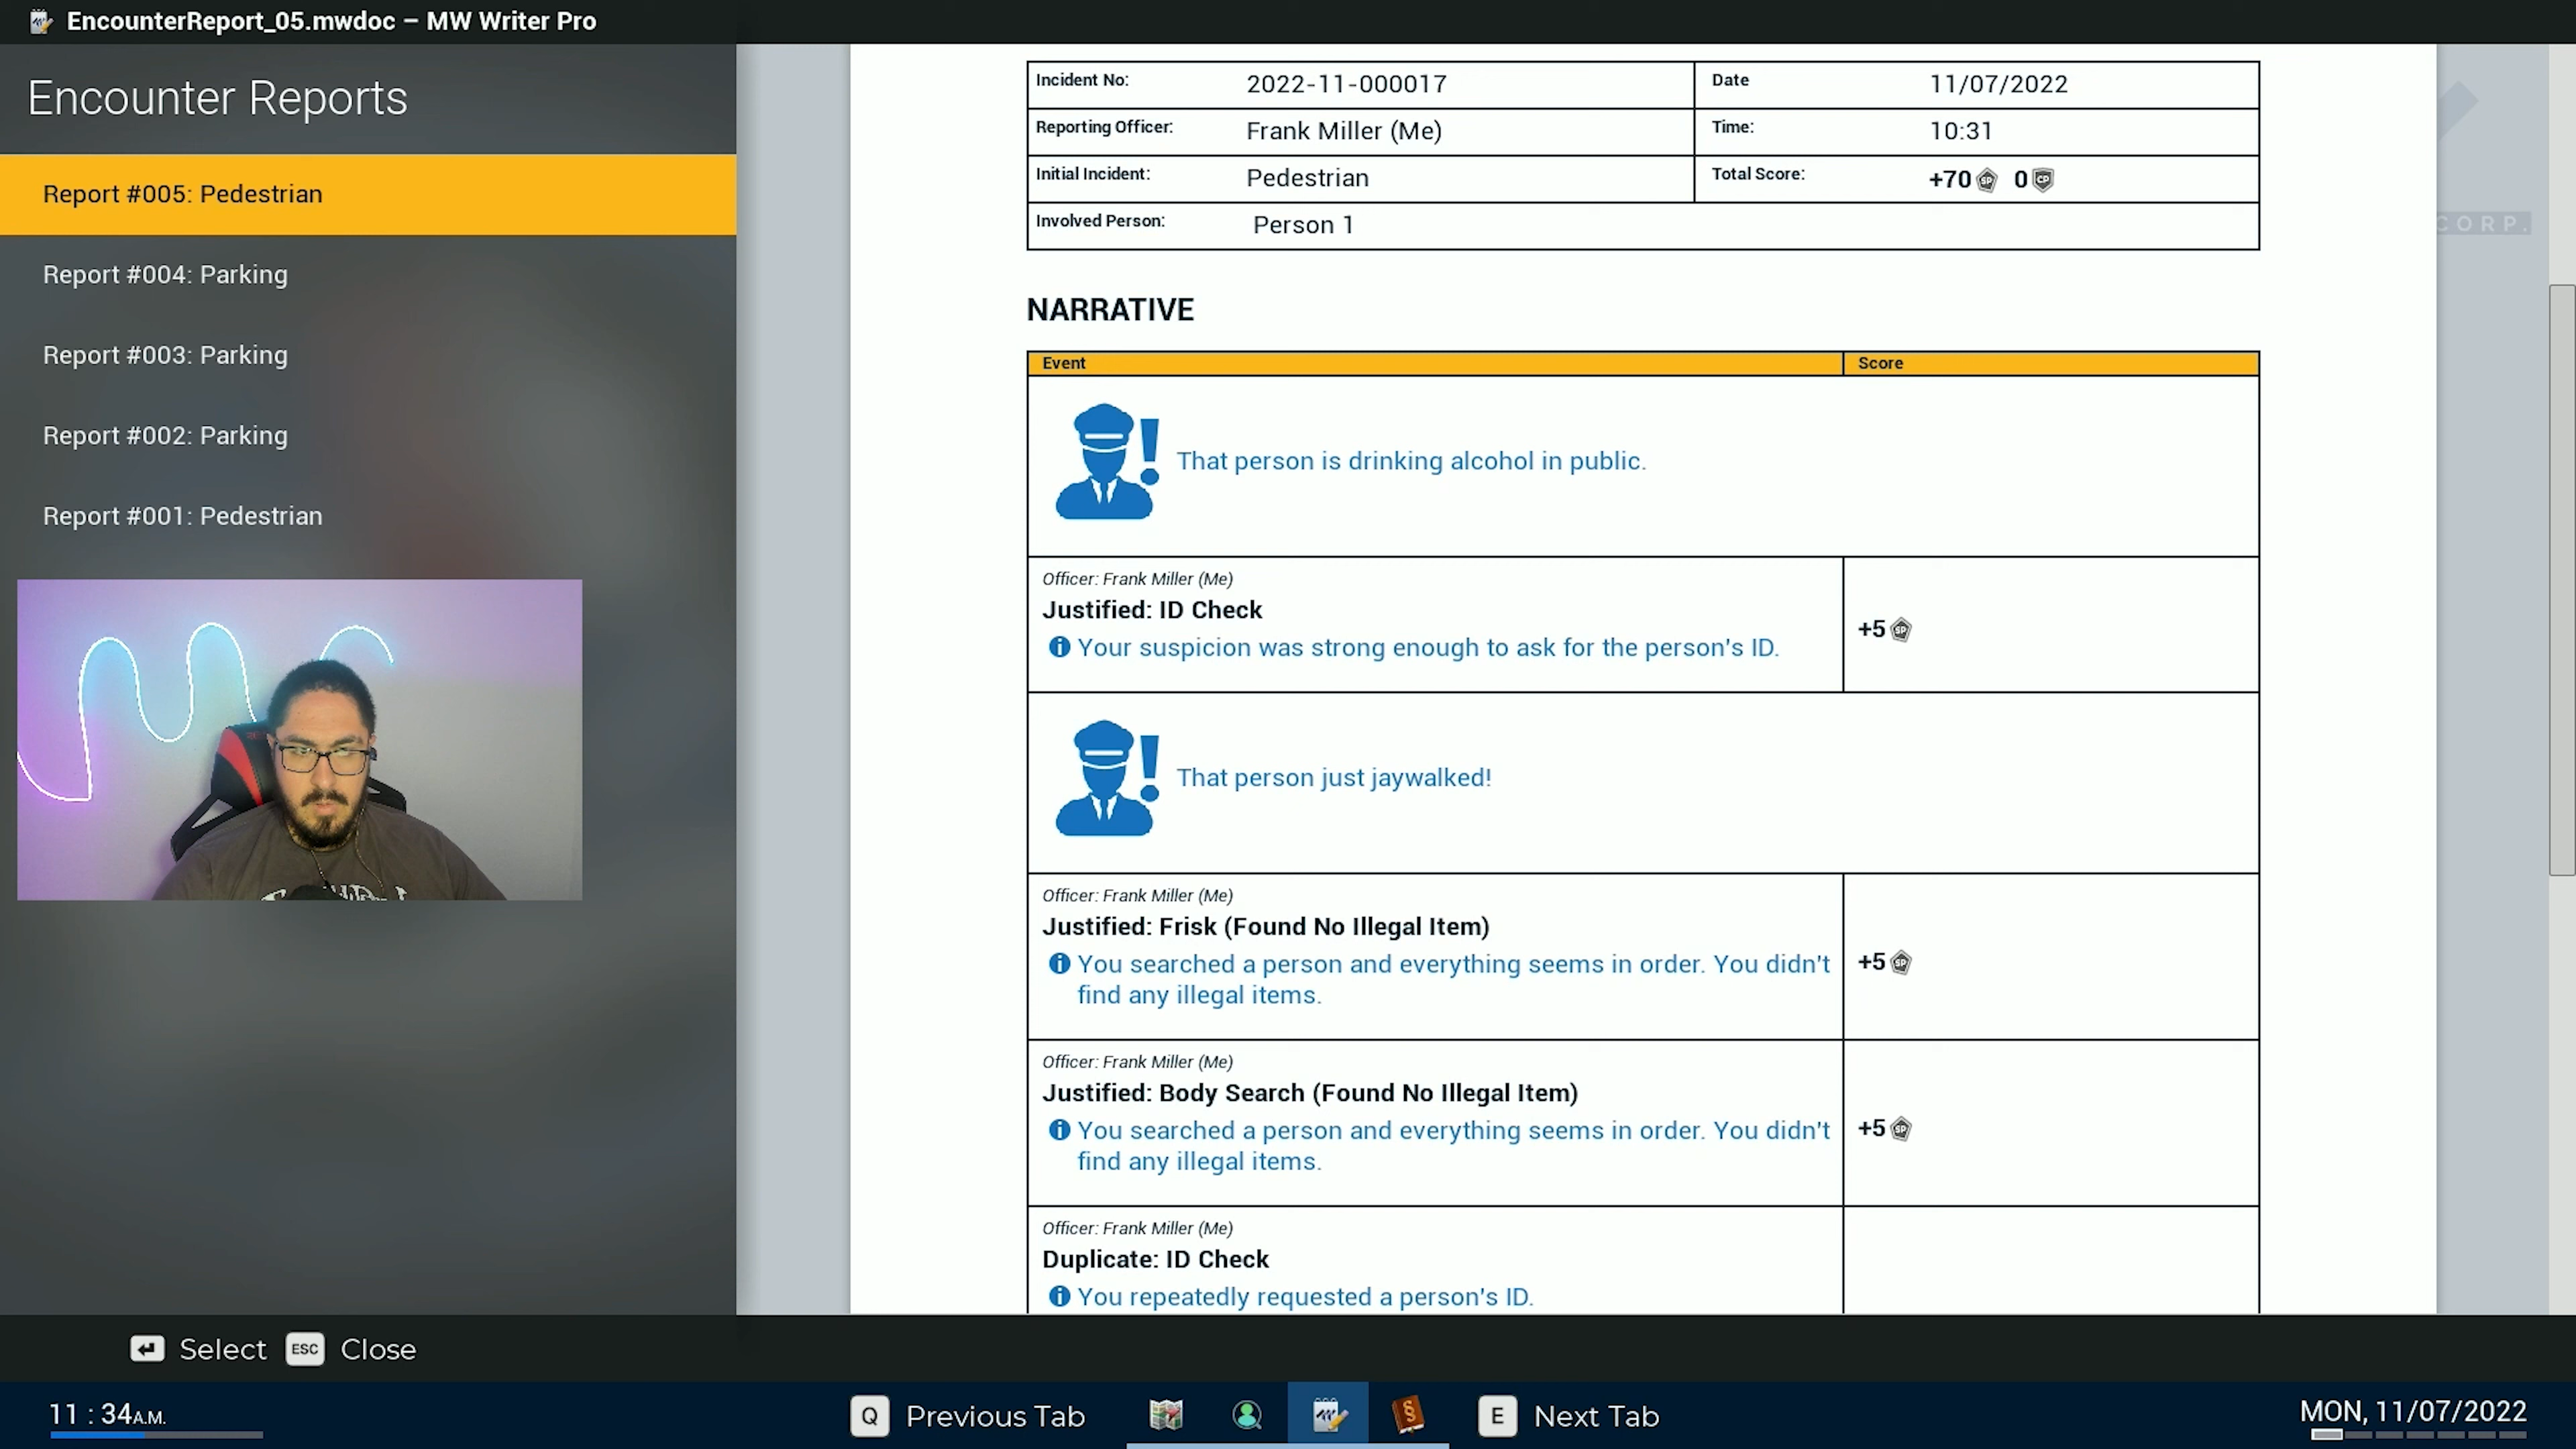 EncounterReport_05.mwdoc – MW Writer Pro
Encounter Reports
Report #005: Pedestrian
Report #004: Parking
Report #003: Parking
Report #002: Parking
Report #001: Pedestrian
Incident No: 2022-11-000017 Date 11/07/2022
Reporting Officer: Frank Miller (Me) Time: 10:31
Initial Incident: Pedestrian Total Score: +70 SP 0 CP
Involved Person: Person 1
CORP.
NARRATIVE
Event Score
That person is drinking alcohol in public.
Officer: Frank Miller (Me)
Justified: ID Check
Your suspicion was strong enough to ask for the person's ID.
+5 SP
That person just jaywalked!
Officer: Frank Miller (Me)
Justified: Frisk (Found No Illegal Item)
You searched a person and everything seems in order. You didn't
find any illegal items.
+5 SP
Officer: Frank Miller (Me)
Justified: Body Search (Found No Illegal Item)
You searched a person and everything seems in order. You didn't
find any illegal items.
+5 SP
Officer: Frank Miller (Me)
Duplicate: ID Check
You repeatedly requested a person's ID.
Select ESC Close
11 : 34 A.M.
Q Previous Tab E Next Tab
MON, 11/07/2022